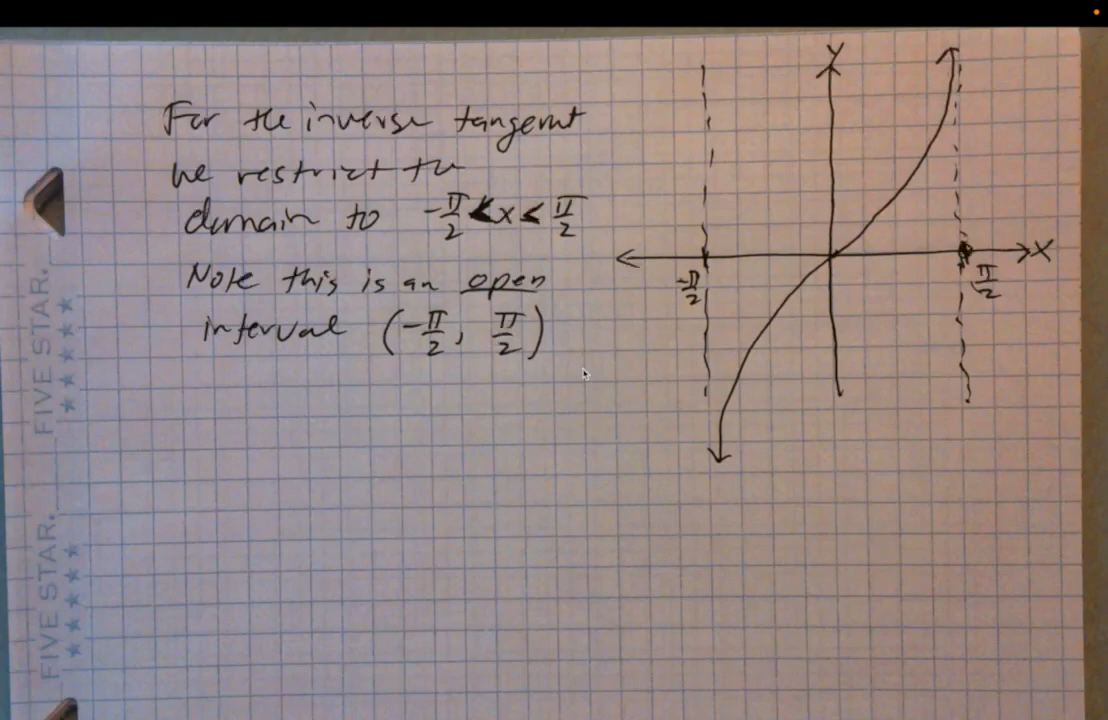 For the inverse tangent
we restrict the
domain to -π/2 < x < π/2
Note this is an open
interval (-π/2, π/2)
y
x
-π/2
π/2
FIVE STAR.
★★★★★
FIVE STAR.
★★★★★